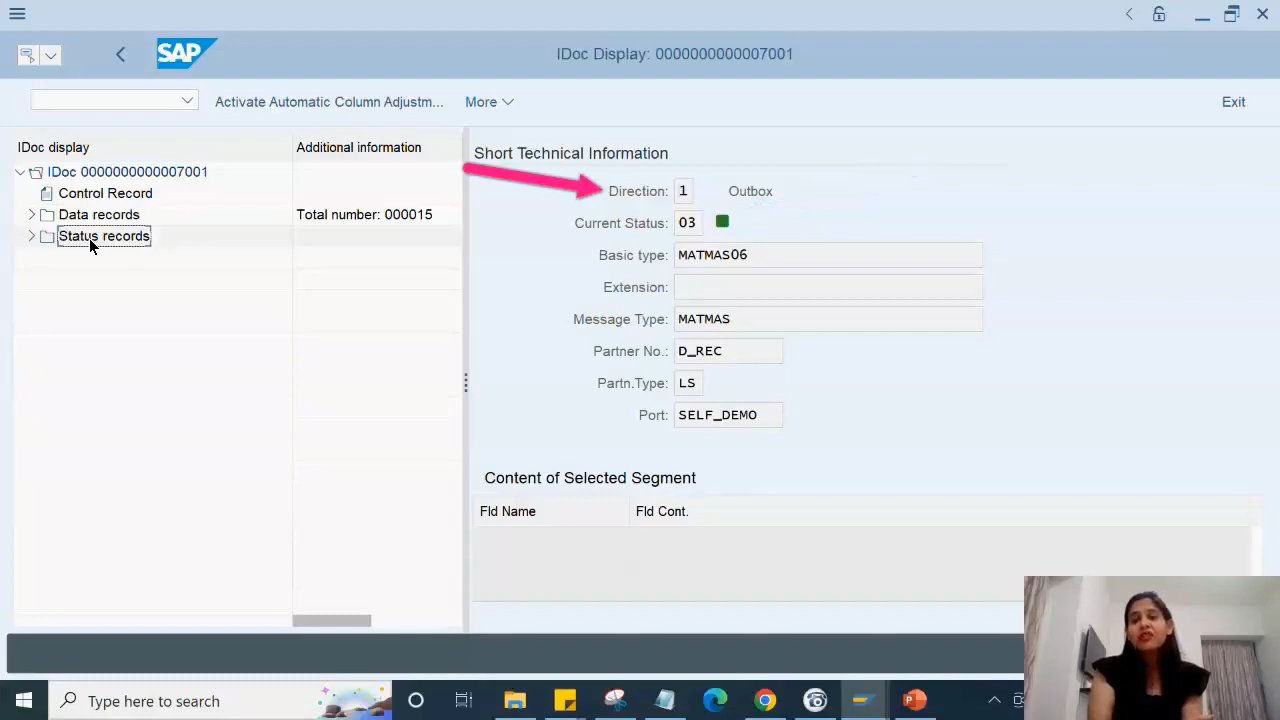 SAP
IDoc Display: 0000000000007001
Activate Automatic Column Adjustm...
More
Exit
IDoc display
Additional information
IDoc 0000000000007001
Control Record
Data records
Total number: 000015
Status records
Short Technical Information
Direction: 1 Outbox
Current Status: 03
Basic type: MATMAS06
Extension:
Message Type: MATMAS
Partner No.: D_REC
Partn.Type: LS
Port: SELF_DEMO
Content of Selected Segment
Fld Name
Fld Cont.
Type here to search